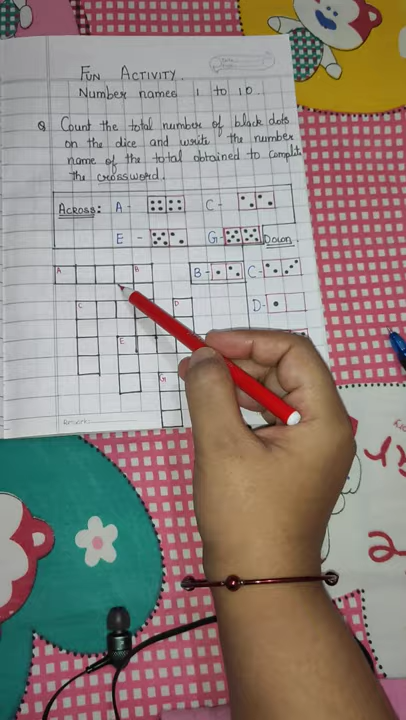 FUN ACTIVITY.
Number names 1 to 10.
Q Count the total number of black dots
on the dice and write the number
name of the total obtained to complete
the crossword.
ACROSS: A - C -
E - G- Down
A B B - C -
C D D-
E
G